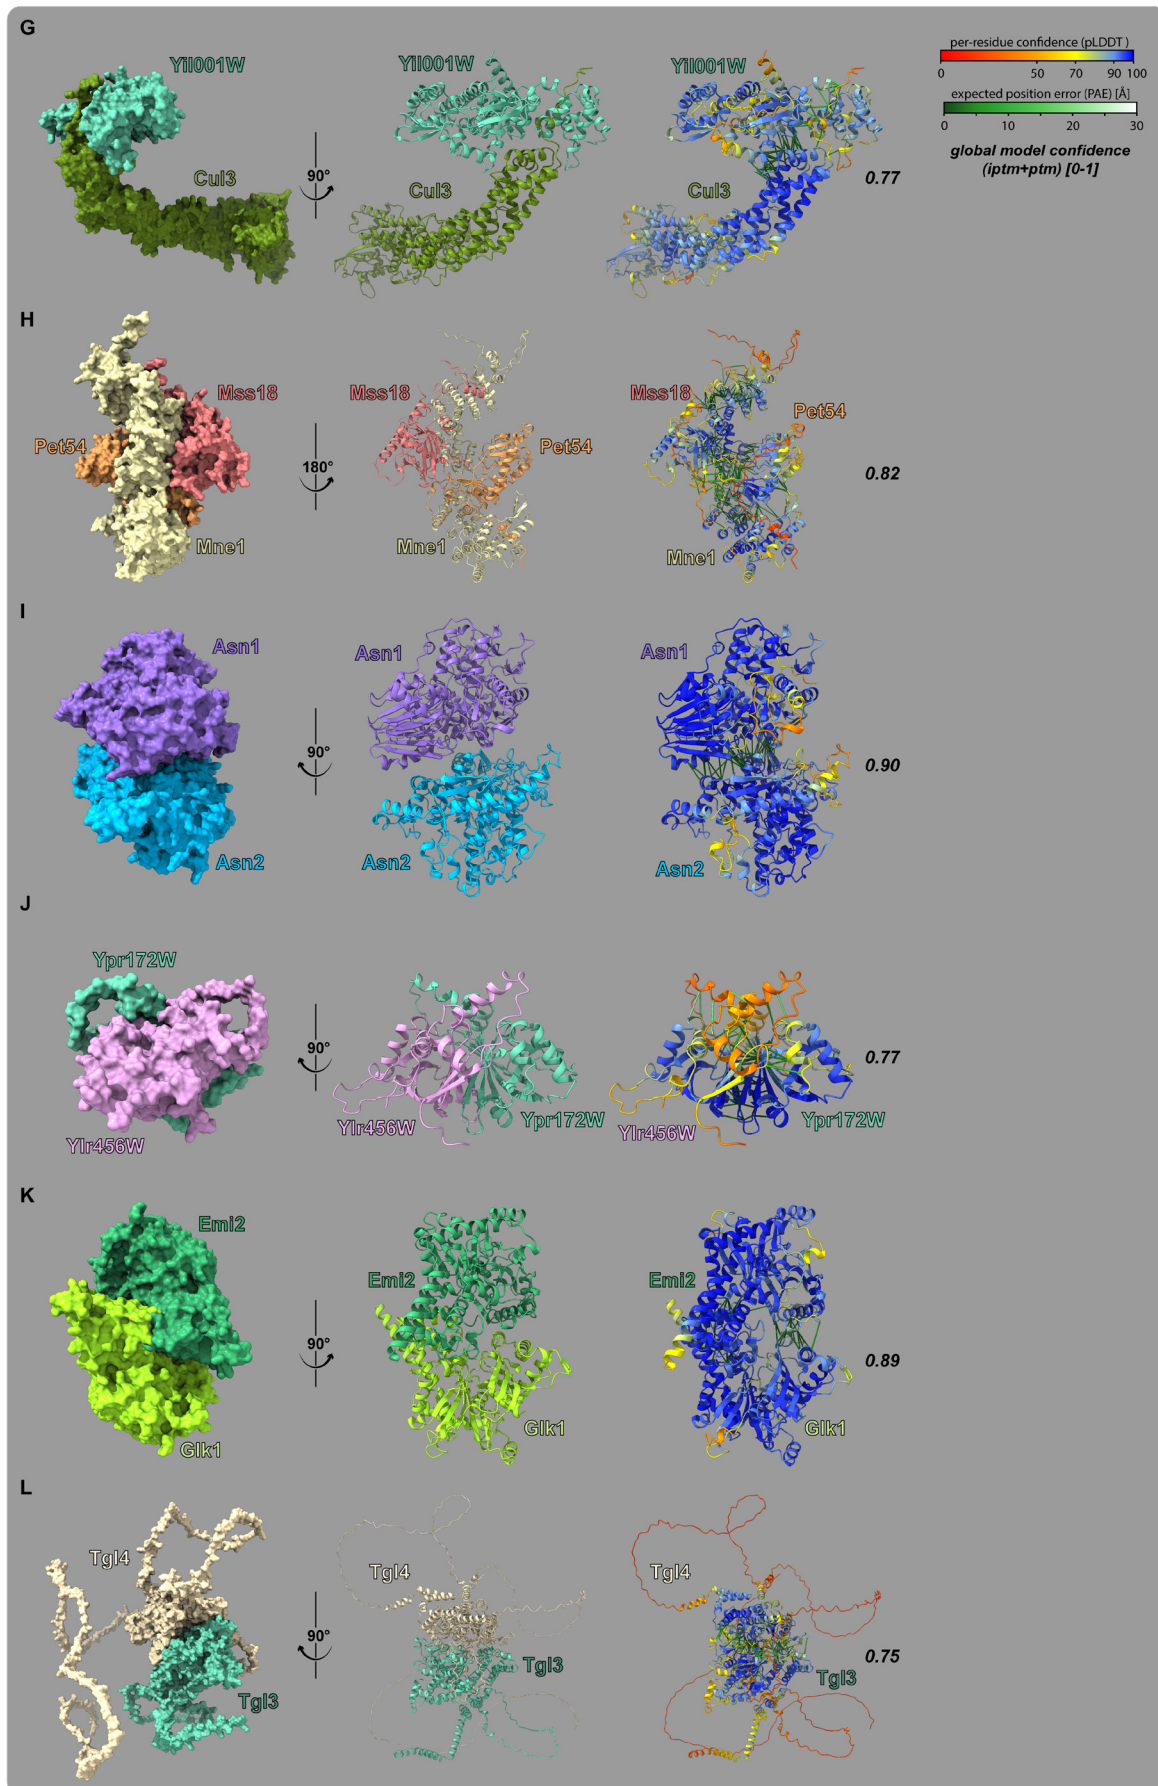 G
Yil001W
Cul3
90°
Yil001W
Cul3
Yil001W
Cul3
0.77
per-residue confidence (pLDDT )
0 50 70 90 100
expected position error (PAE) [Å]
0 10 20 30
global model confidence
(iptm+ptm) [0-1]
H
Mss18
Pet54
Mne1
180°
Mss18
Pet54
Mne1
Mss18
Pet54
Mne1
0.82
I
Asn1
Asn2
90°
Asn1
Asn2
Asn1
Asn2
0.90
J
Ypr172W
Ylr456W
90°
Ylr456W
Ypr172W
Ylr456W
Ypr172W
0.77
K
Emi2
Glk1
90°
Emi2
Glk1
Emi2
Glk1
0.89
L
Tgl4
Tgl3
90°
Tgl4
Tgl3
Tgl4
Tgl3
0.75